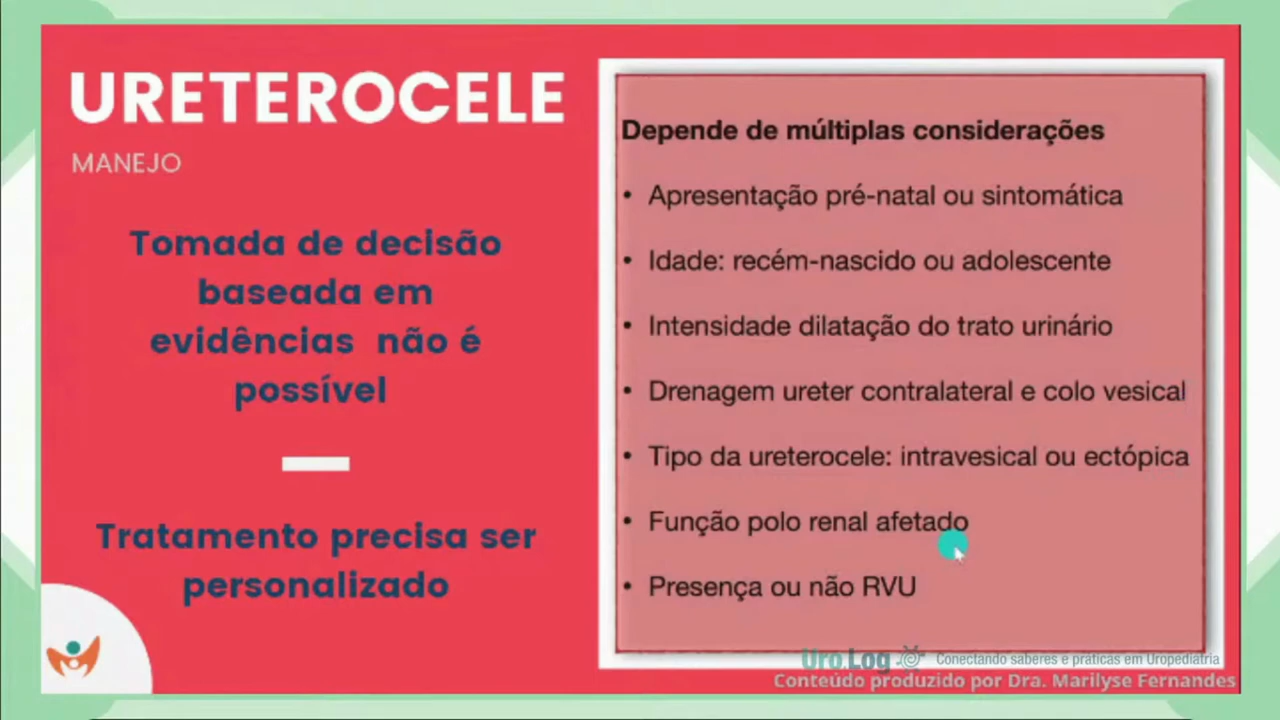 URETEROCELE
MANEJO
Tomada de decisão
baseada em
evidências não é
possível
Tratamento precisa ser
personalizado
Depende de múltiplas considerações
• Apresentação pré-natal ou sintomática
• Idade: recém-nascido ou adolescente
• Intensidade dilatação do trato urinário
• Drenagem ureter contralateral e colo vesical
• Tipo da ureterocele: intravesical ou ectópica
• Função polo renal afetado
• Presença ou não RVU
Uro.Log Conectando saberes e práticas em Uropediatria
Conteúdo produzido por Dra. Marilyse Fernandes